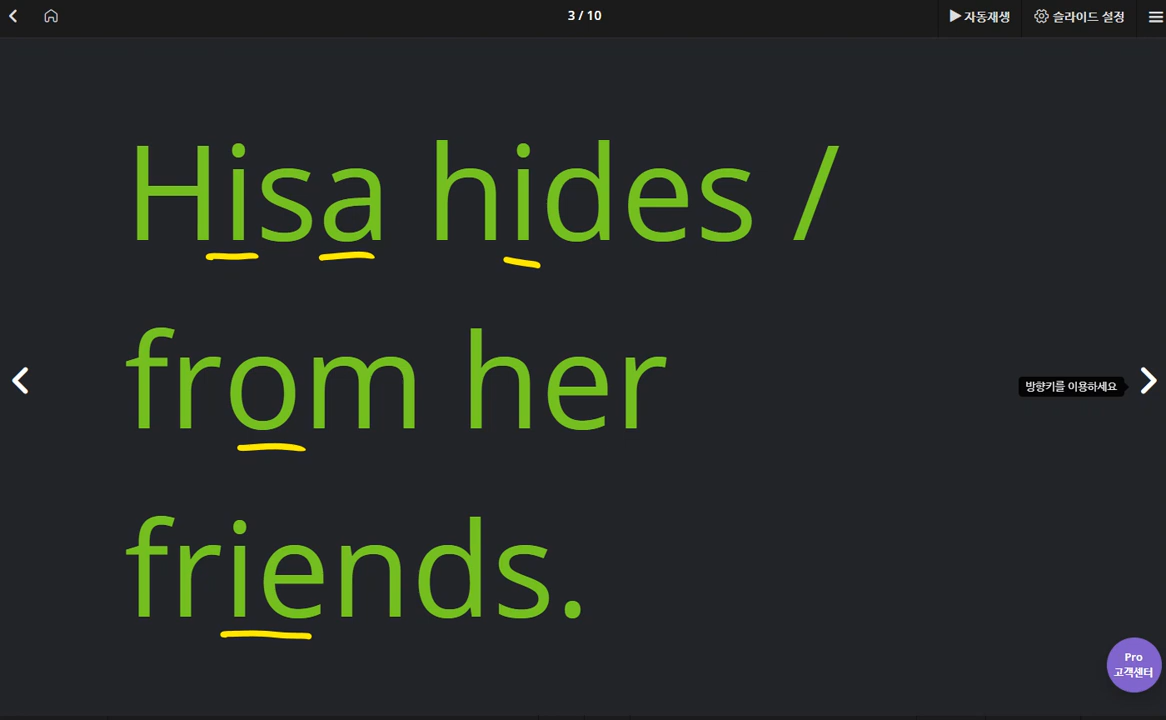 3 / 10
▶ 자동재생
슬라이드 설정
Hisa hides /
from her
friends.
방향키를 이용하세요
Pro
고객센터